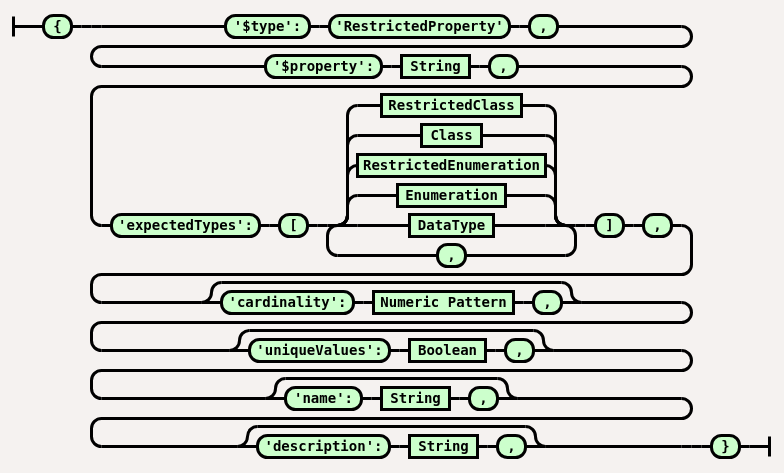 { '$type': 'RestrictedProperty' ,
'$property': String ,
RestrictedClass
Class
RestrictedEnumeration
Enumeration
'expectedTypes': [ DataType ] ,
,
'cardinality': Numeric Pattern ,
'uniqueValues': Boolean ,
'name': String ,
'description': String , }